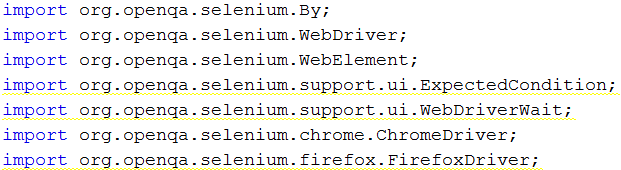 import org.openqa.selenium.By;
import org.openqa.selenium.WebDriver;
import org.openqa.selenium.WebElement;
import org.openqa.selenium.support.ui.ExpectedCondition;
import org.openqa.selenium.support.ui.WebDriverWait;
import org.openqa.selenium.chrome.ChromeDriver;
import org.openqa.selenium.firefox.FirefoxDriver;